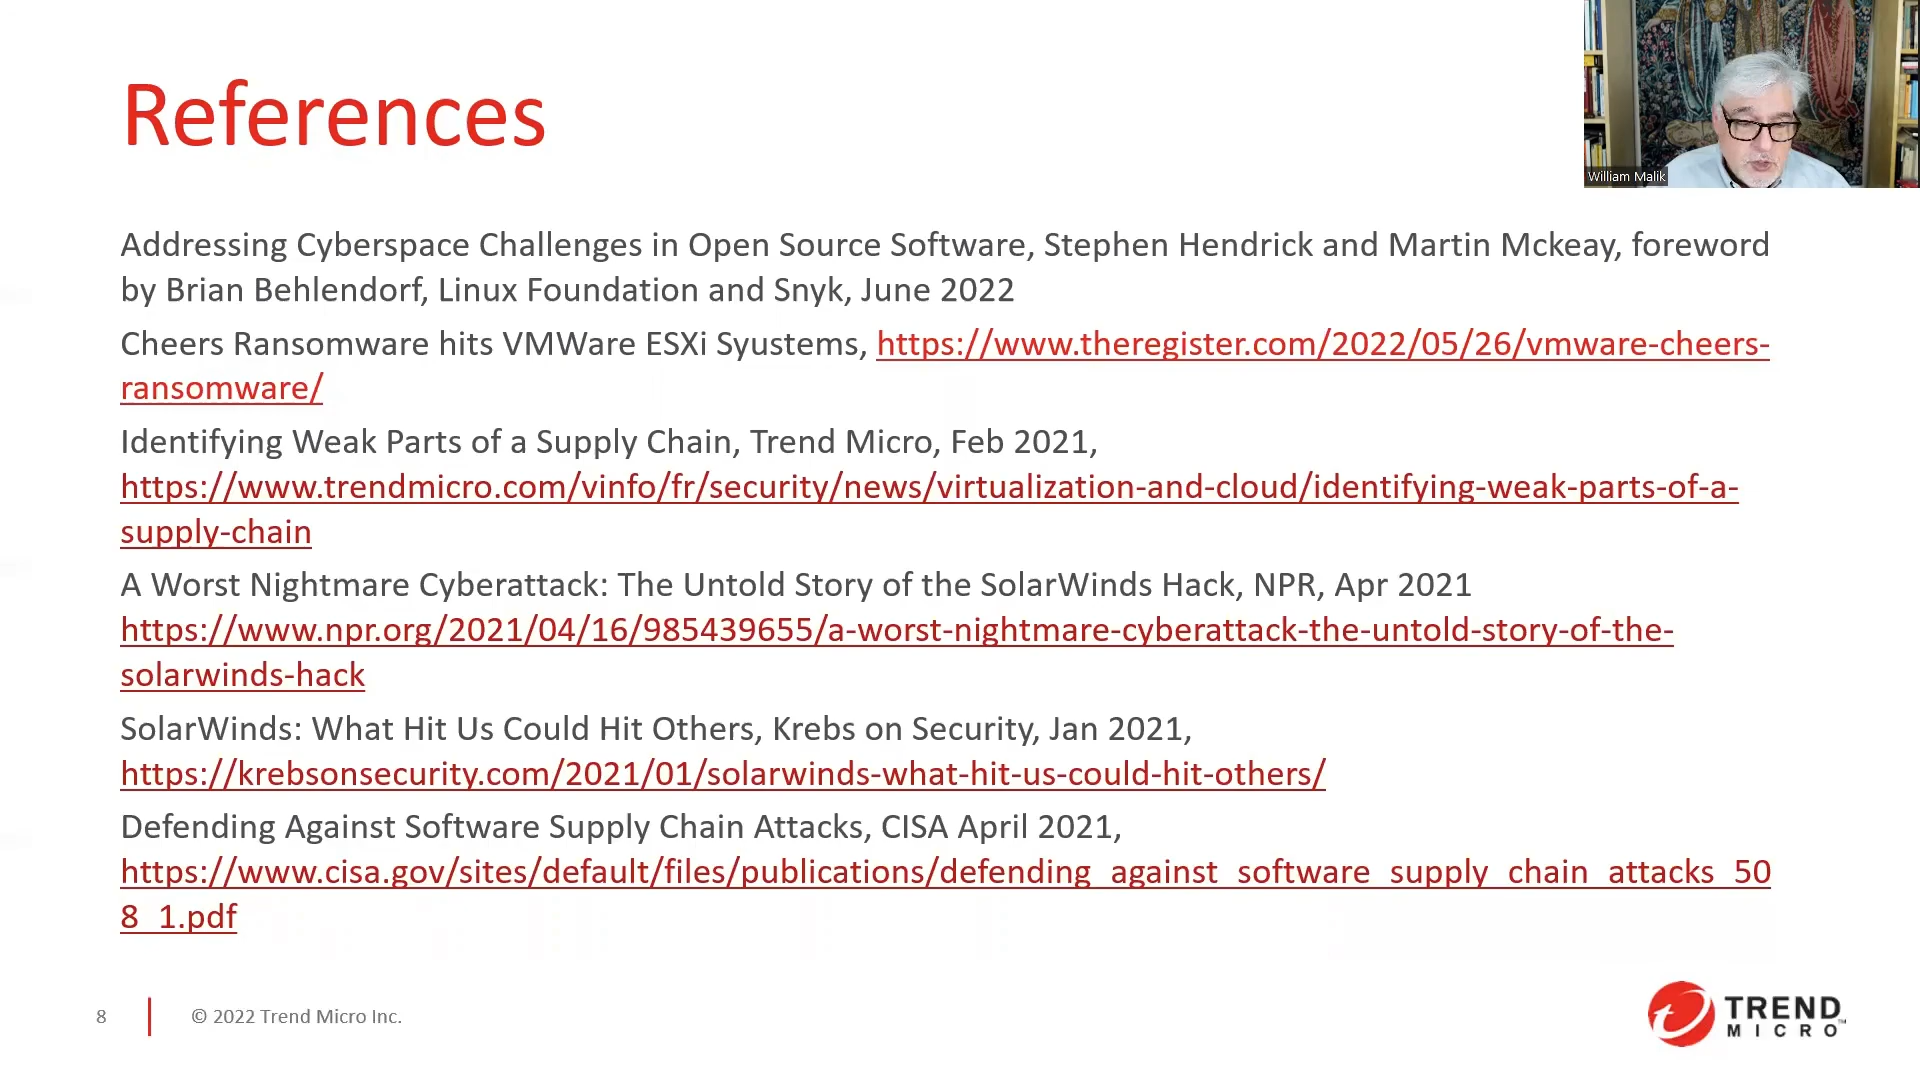 References
William Malik
Addressing Cyberspace Challenges in Open Source Software, Stephen Hendrick and Martin Mckeay, foreword
by Brian Behlendorf, Linux Foundation and Snyk, June 2022
Cheers Ransomware hits VMWare ESXi Syustems, https://www.theregister.com/2022/05/26/vmware-cheers-
ransomware/
Identifying Weak Parts of a Supply Chain, Trend Micro, Feb 2021,
https://www.trendmicro.com/vinfo/fr/security/news/virtualization-and-cloud/identifying-weak-parts-of-a-
supply-chain
A Worst Nightmare Cyberattack: The Untold Story of the SolarWinds Hack, NPR, Apr 2021
https://www.npr.org/2021/04/16/985439655/a-worst-nightmare-cyberattack-the-untold-story-of-the-
solarwinds-hack
SolarWinds: What Hit Us Could Hit Others, Krebs on Security, Jan 2021,
https://krebsonsecurity.com/2021/01/solarwinds-what-hit-us-could-hit-others/
Defending Against Software Supply Chain Attacks, CISA April 2021,
https://www.cisa.gov/sites/default/files/publications/defending_against_software_supply_chain_attacks_50
8_1.pdf
8
© 2022 Trend Micro Inc.
TREND
MICRO™